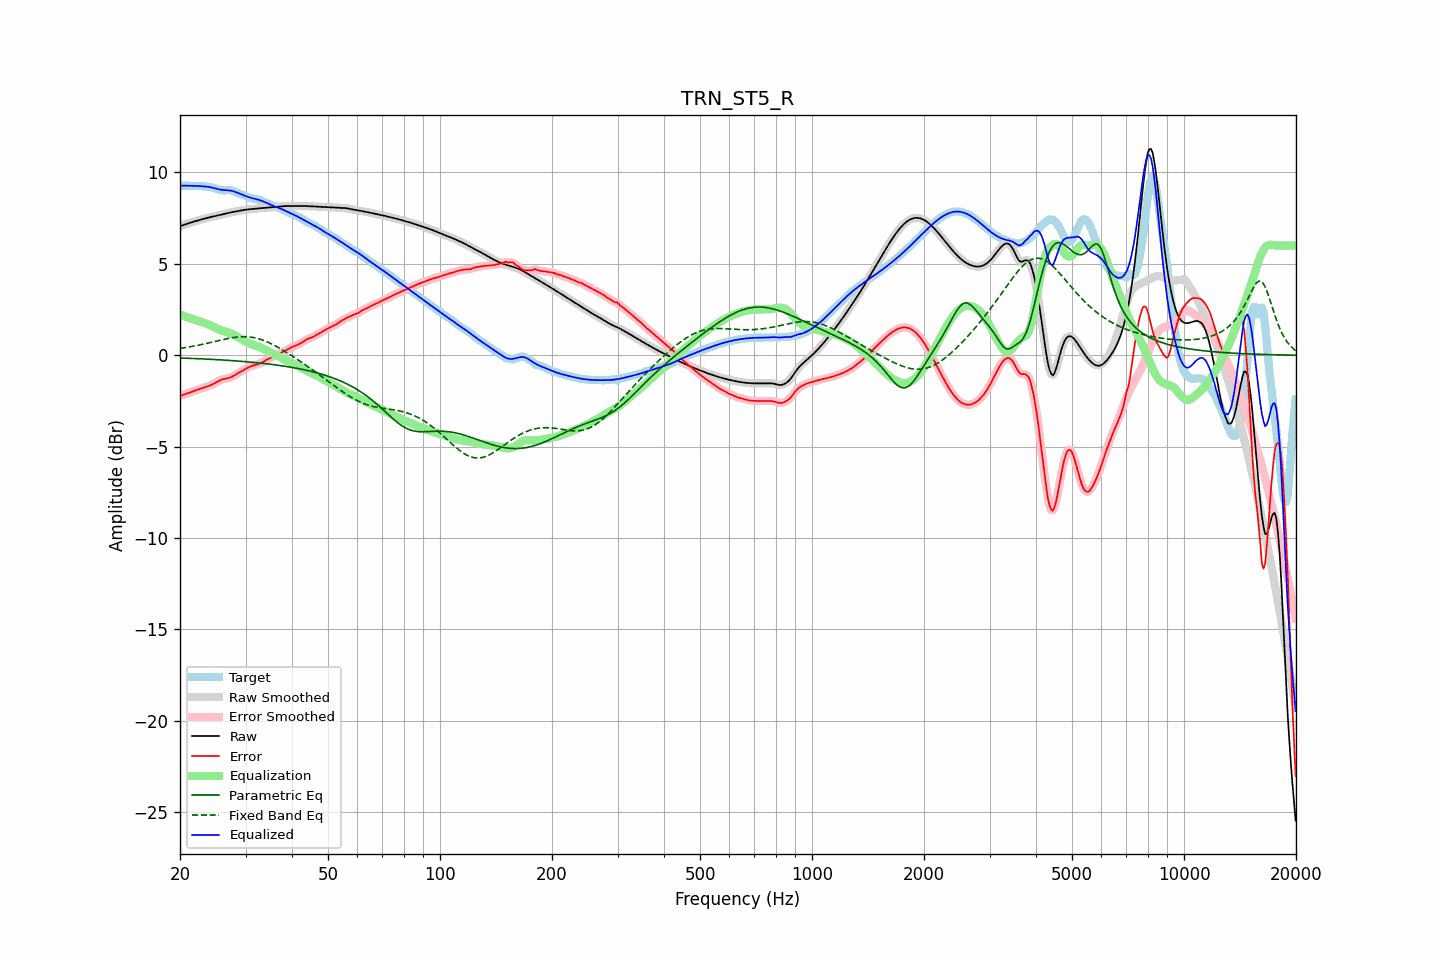 TRN_ST5_R
Amplitude (dBr)
10
5
0
−5
−10
−15
−20
−25
Target
Raw Smoothed
Error Smoothed
Raw
Error
Equalization
Parametric Eq
Fixed Band Eq
Equalized
20
50
100
200
500
1000
2000
5000
10000
20000
Frequency (Hz)